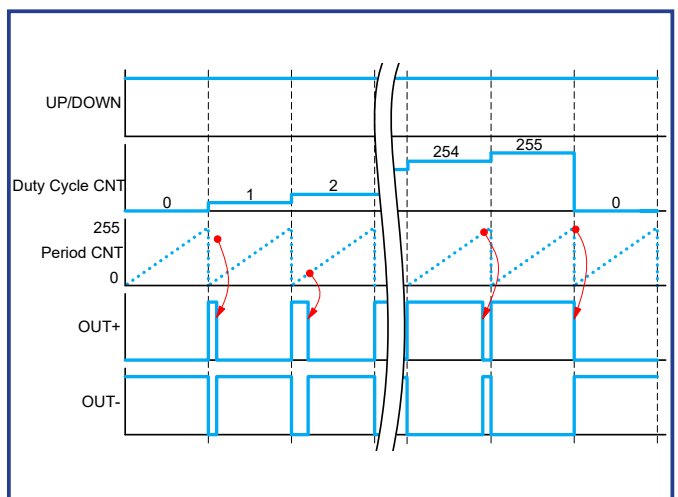 UP/DOWN
Duty Cycle CNT
0
1
2
254
255
0
255
Period CNT
0
OUT+
OUT-